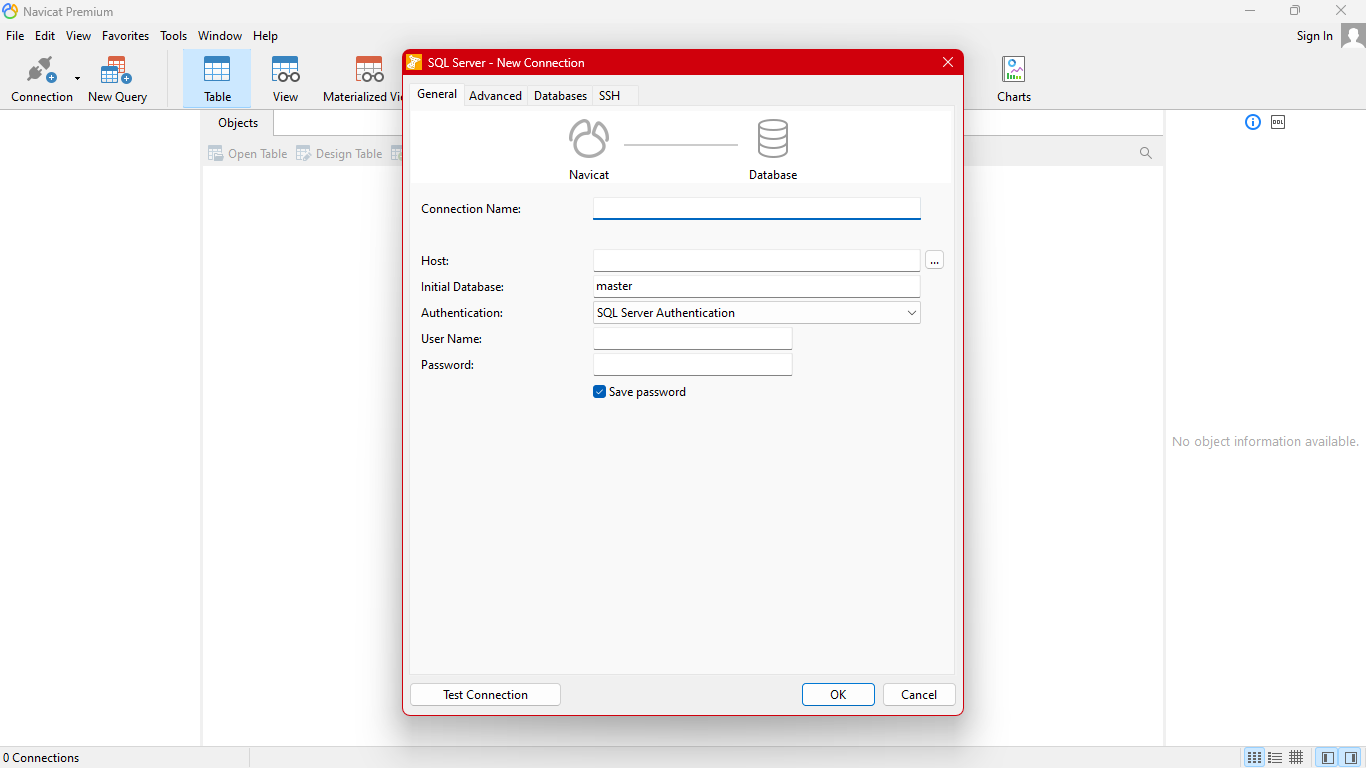 Navicat Premium
File Edit View Favorites Tools Window Help
Sign In
Connection New Query Table View Materialized Charts
SQL Server - New Connection
General Advanced Databases SSH
Objects
DDL
Open Table Design Table
Navicat Database
Connection Name:
Host: ...
Initial Database: master
Authentication: SQL Server Authentication
User Name:
Password:
Save password
No object information available.
Test Connection OK Cancel
0 Connections